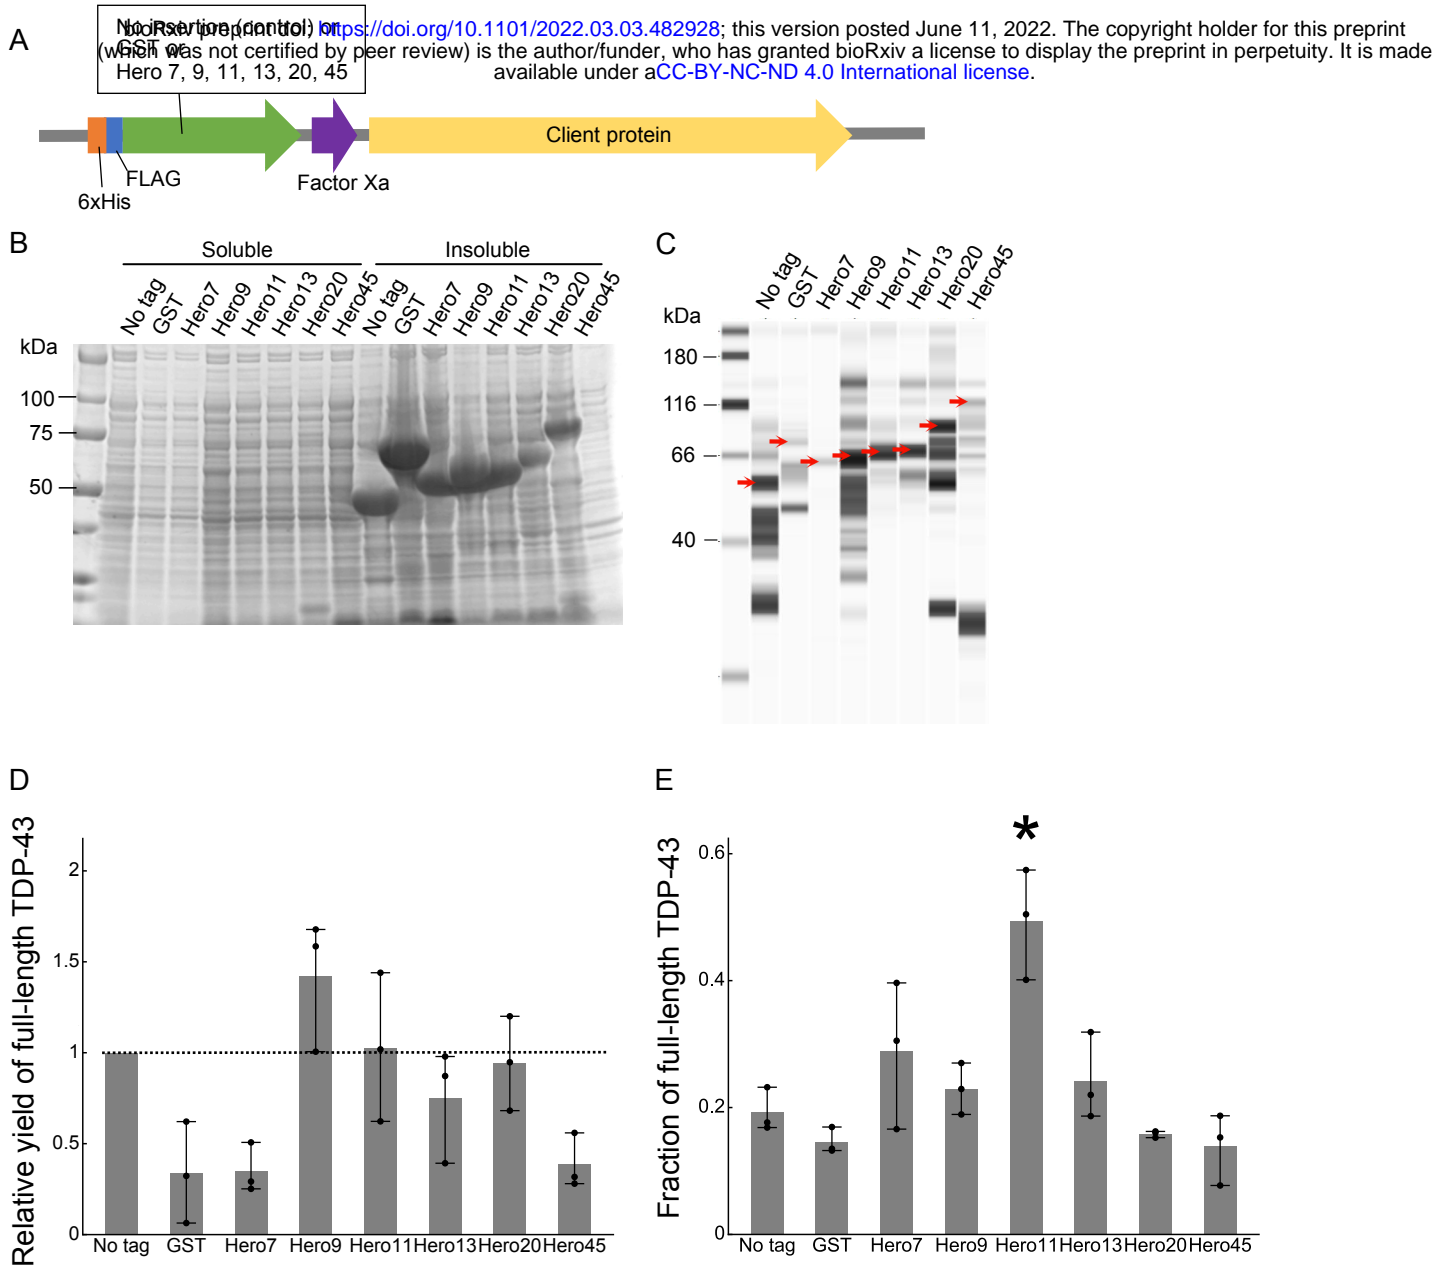 A
No insertion (control) or
GST or
Hero 7, 9, 11, 13, 20, 45
bioRxiv preprint doi: https://doi.org/10.1101/2022.03.03.482928; this version posted June 11, 2022. The copyright holder for this preprint
(which was not certified by peer review) is the author/funder, who has granted bioRxiv a license to display the preprint in perpetuity. It is made
available under aCC-BY-NC-ND 4.0 International license.
Client protein
FLAG
Factor Xa
6xHis
B
Soluble
Insoluble
No tag
GST
Hero7
Hero9
Hero11
Hero13
Hero20
Hero45
No tag
GST
Hero7
Hero9
Hero11
Hero13
Hero20
Hero45
kDa
100
75
50
C
No tag
GST
Hero7
Hero9
Hero11
Hero13
Hero20
Hero45
kDa
180
116
66
40
D
Relative yield of full-length TDP-43
2
1.5
1
0.5
0
No tag GST Hero7 Hero9 Hero11 Hero13 Hero20 Hero45
E
Fraction of full-length TDP-43
*
0.6
0.4
0.2
0
No tag GST Hero7 Hero9 Hero11 Hero13 Hero20 Hero45